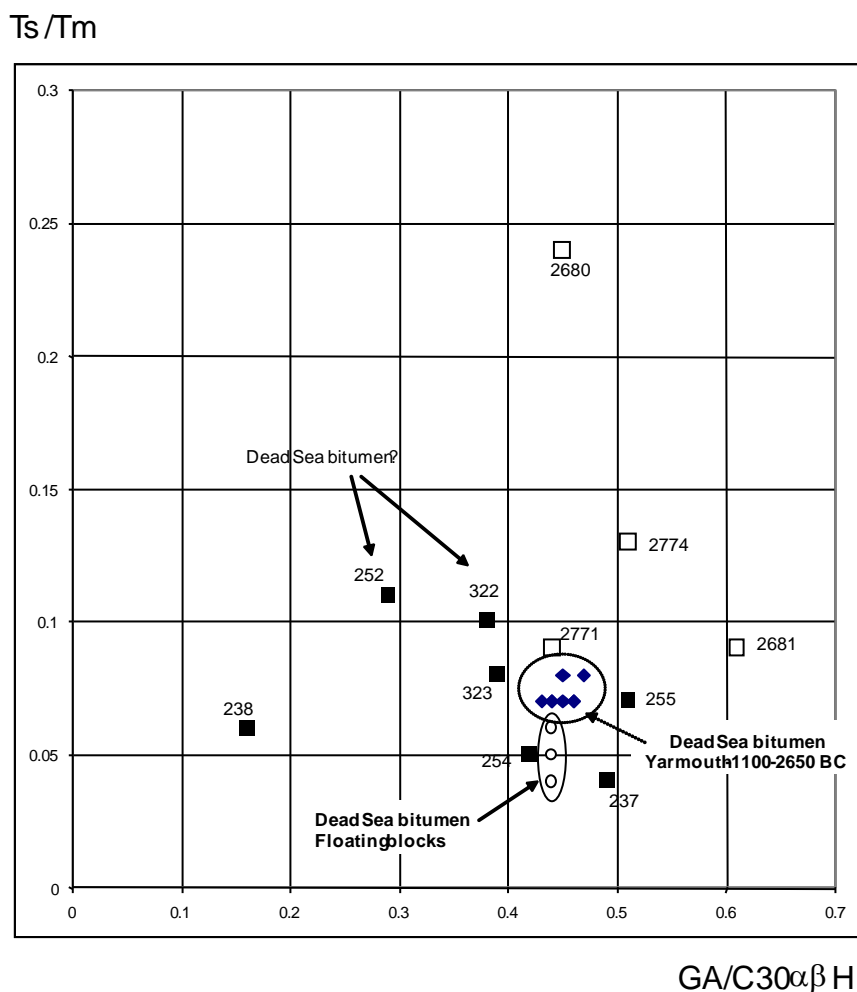 Ts/Tm
0.3
0.25
2680
0.2
Dead Sea bitumen?
0.15
2774
252
322
0.1
2771
2681
323
255
238
Dead Sea bitumen
Yarmouth-1100-2650 BC
0.05
254
237
Dead Sea bitumen
Floating blocks
0
0 0.1 0.2 0.3 0.4 0.5 0.6 0.7
GA/C30αβ H